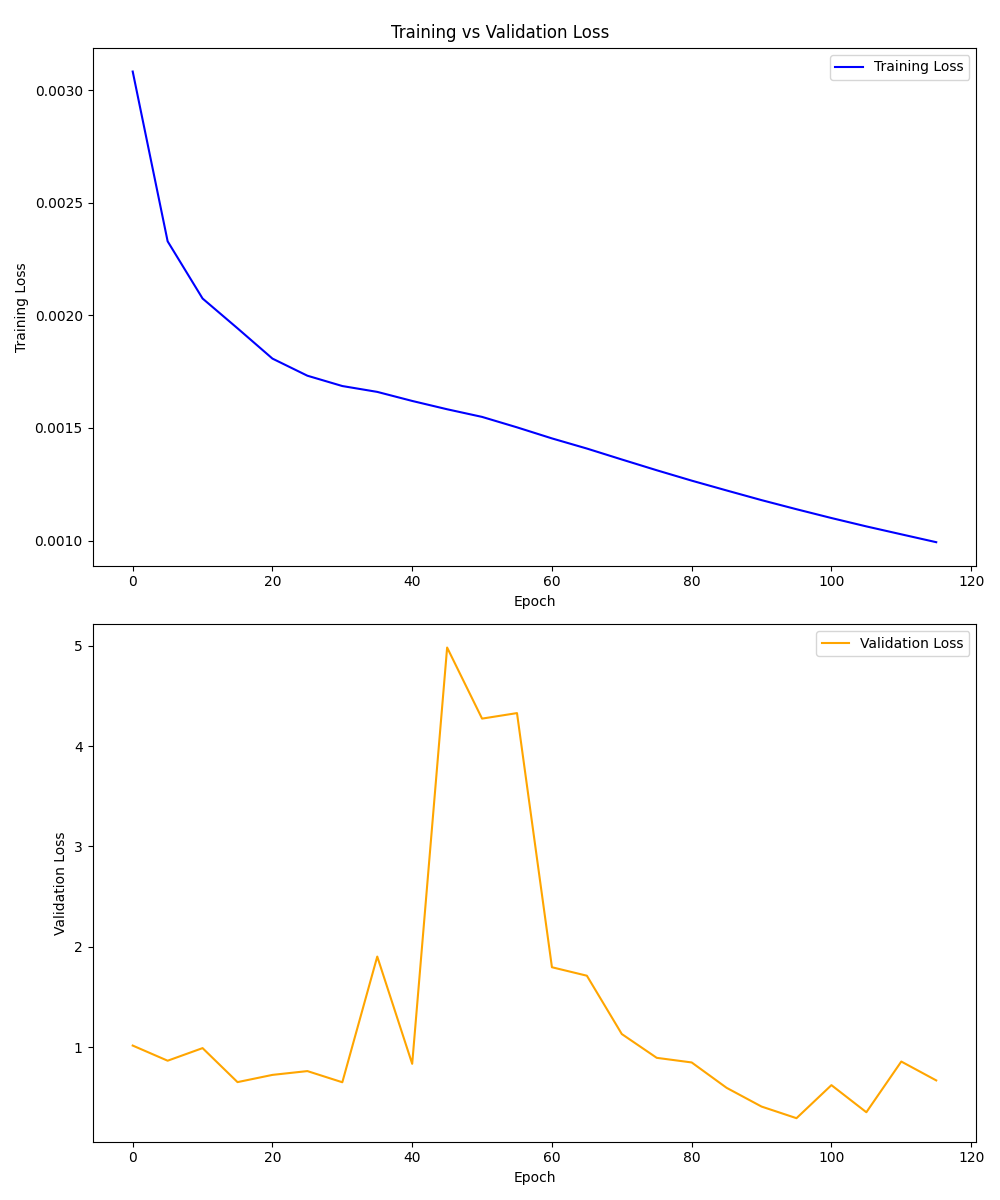 Training vs Validation Loss
Training Loss
0.0030
0.0025
0.0020
0.0015
0.0010
Training Loss
0 20 40 60 80 100 120
Epoch
Validation Loss
5
4
3
2
1
Validation Loss
0 20 40 60 80 100 120
Epoch